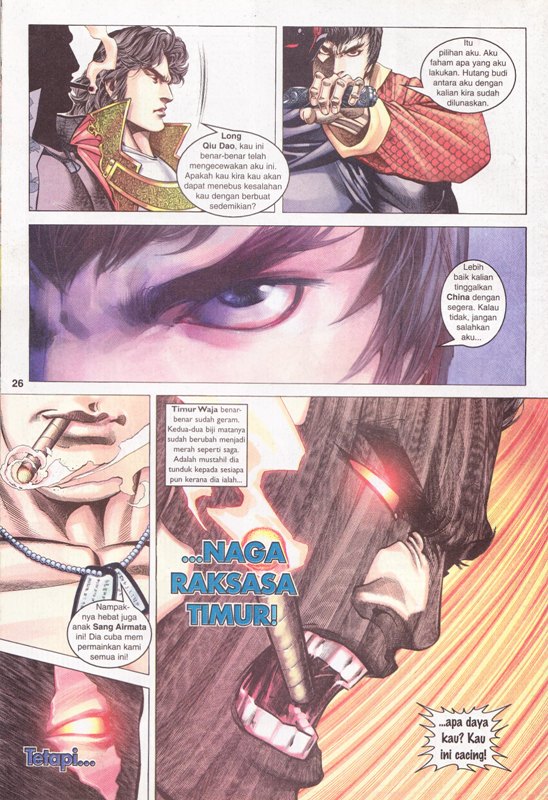 Long
Qiu Dao, kau ini
benar-benar telah
mengecewakan aku ini.
Apakah kau kira kau akan
dapat menebus kesalahan
kau dengan berbuat
sedemikian?
Itu
pilihan aku. Aku
faham apa yang aku
lakukan. Hutang budi
antara aku dengan
kalian kira sudah
dilunaskan.
Lebih
baik kalian
tinggalkan
China dengan
segera. Kalau
tidak, jangan
salahkan
aku...
26
Nampak-
nya hebat juga
anak Sang Airmata
ini! Dia cuba mem
permainkan kami
semua ini!
Tetapi...
Timur Waja benar-
benar sudah geram.
Kedua-dua biji matanya
sudah berubah menjadi
merah seperti saga.
Adalah mustahil dia
tunduk kepada sesiapa
pun kerana dia ialah...
...NAGA
RAKSASA
TIMUR!
...apa daya
kau? Kau
ini cacing!